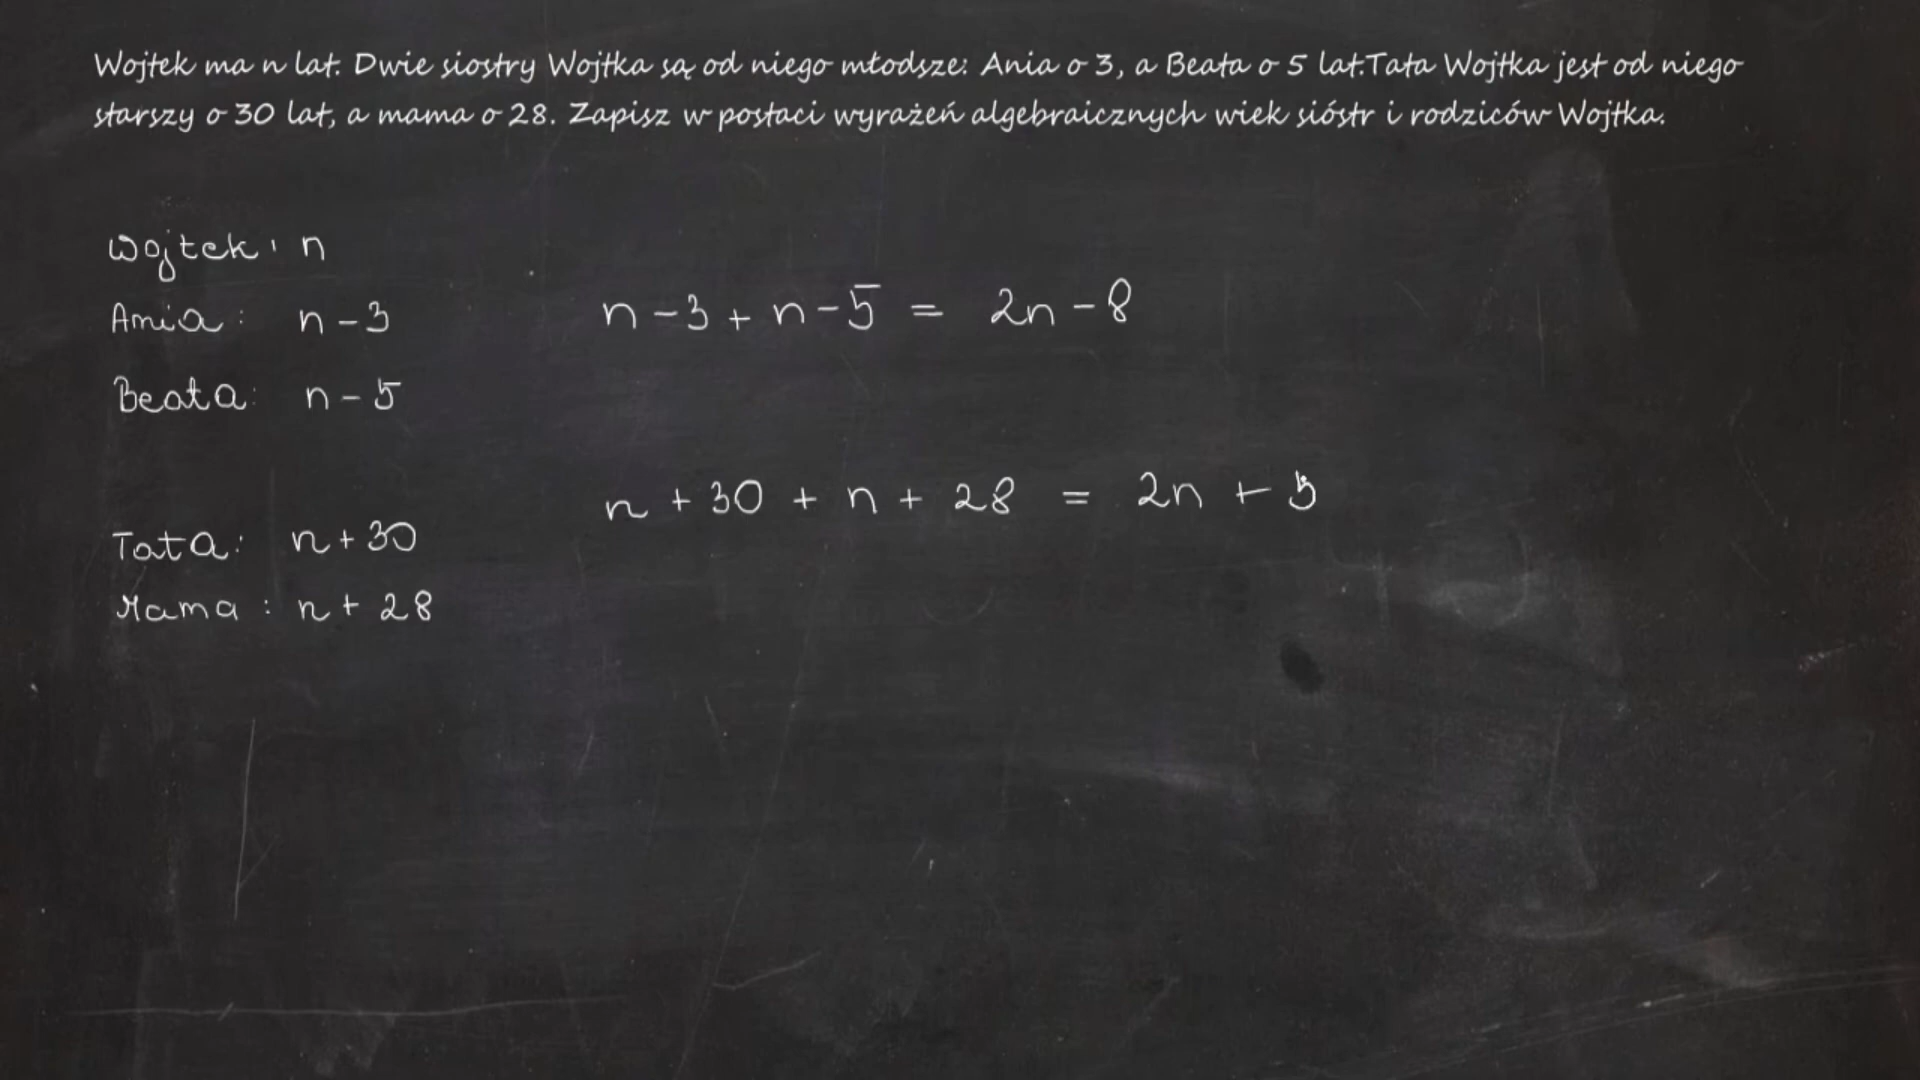 Wojtek ma n lat. Dwie siostry Wojtka są od niego młodsze: Ania o 3, a Beata o 5 lat.Tata Wojtka jest od niego
starszy o 30 lat, a mama o 28. Zapisz w postaci wyrażeń algebraicznych wiek sióstr i rodziców Wojtka.
Wojtek: n
Ania: n - 3
n - 3 + n - 5 = 2n - 8
Beata: n - 5
n + 30 + n + 28 = 2n + 5
Tata: n + 30
Mama: n + 28